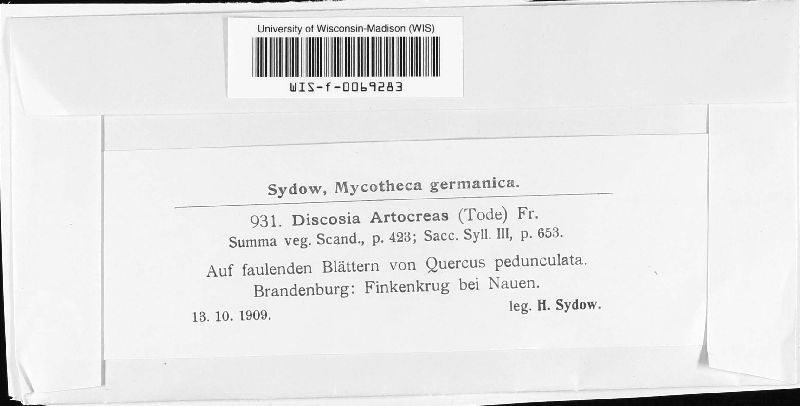 University of Wisconsin-Madison (WIS)
WIS-f-0069283
Sydow, Mycotheca germanica.
931. Discosia Artocreas (Tode) Fr.
Summa veg. Scand., p. 423; Sacc. Syll. III, p. 653.
Auf faulenden Blättern von Quercus pedunculata.
Brandenburg: Finkenkrug bei Nauen.
13. 10. 1909. leg. H. Sydow.